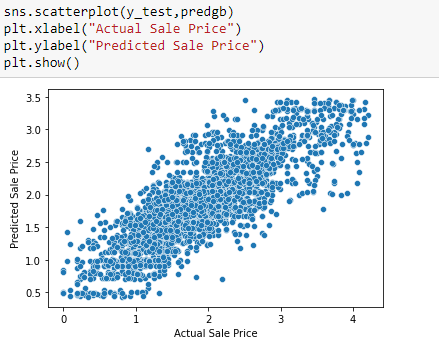 sns.scatterplot(y_test,predgb)
plt.xlabel("Actual Sale Price")
plt.ylabel("Predicted Sale Price")
plt.show()
3.5
3.0
2.5
2.0
1.5
1.0
0.5
Predicted Sale Price
0 1 2 3 4
Actual Sale Price